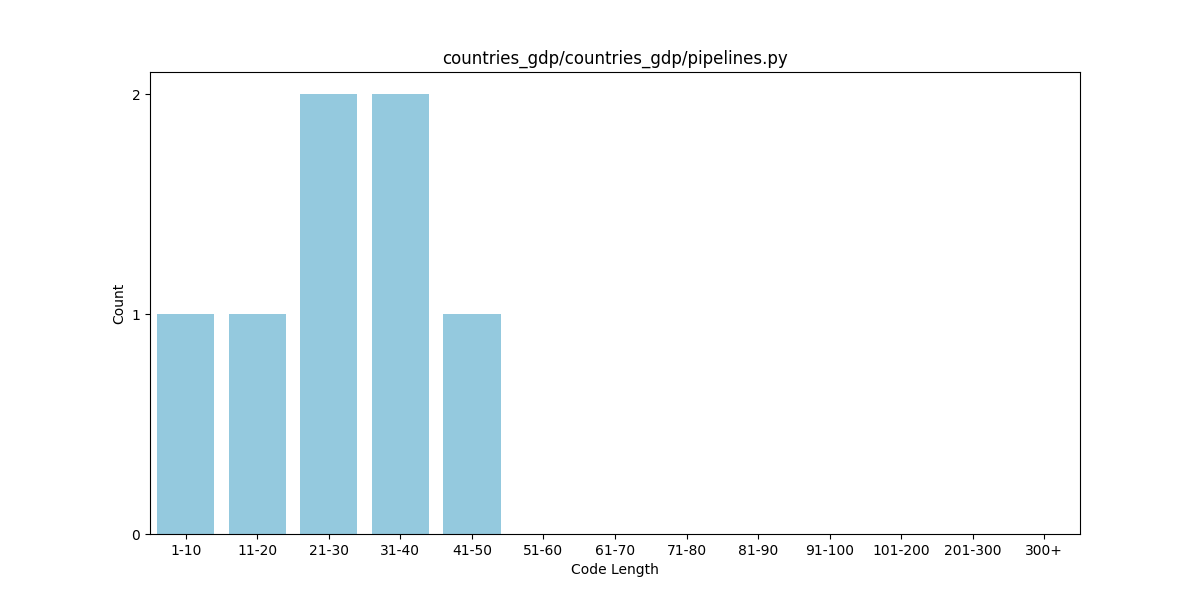 countries_gdp/countries_gdp/pipelines.py
Count
2
1
0
1-10 11-20 21-30 31-40 41-50 51-60 61-70 71-80 81-90 91-100 101-200 201-300 300+
Code Length